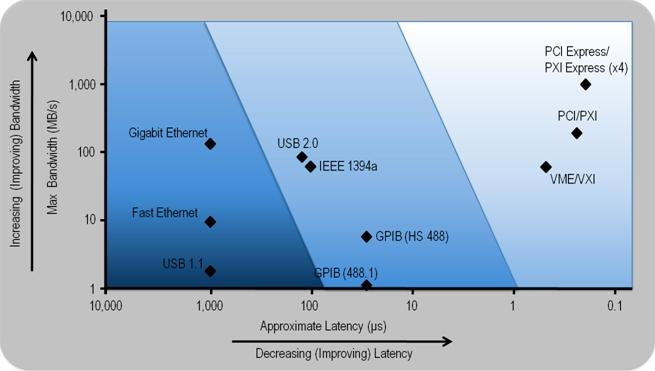 10,000
1,000
100
10
1
Increasing (Improving) Bandwidth
Max. Bandwidth (MB/s)
PCI Express/
PXI Express (x4)
PCI/PXI
VME/VXI
Gigabit Ethernet
USB 2.0
IEEE 1394a
Fast Ethernet
GPIB (HS 488)
USB 1.1
GPIB (488.1)
10,000 1,000 100 10 1 0.1
Approximate Latency (µs)
Decreasing (Improving) Latency